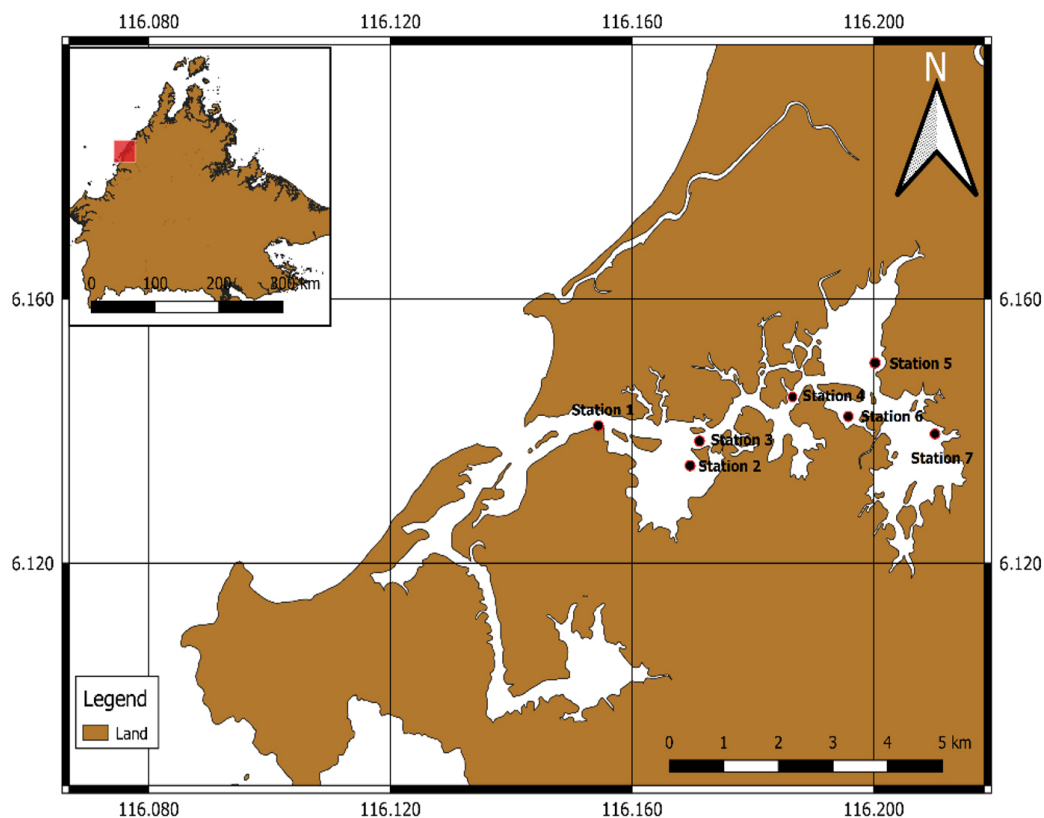 116.080 116.120 116.160 116.200
N
0 100 200 300 km
6.160 6.160
Station 5
Station 4
Station 1
Station 6
Station 3
Station 7
Station 2
6.120 6.120
Legend
Land
0 1 2 3 4 5 km
116.080 116.120 116.160 116.200